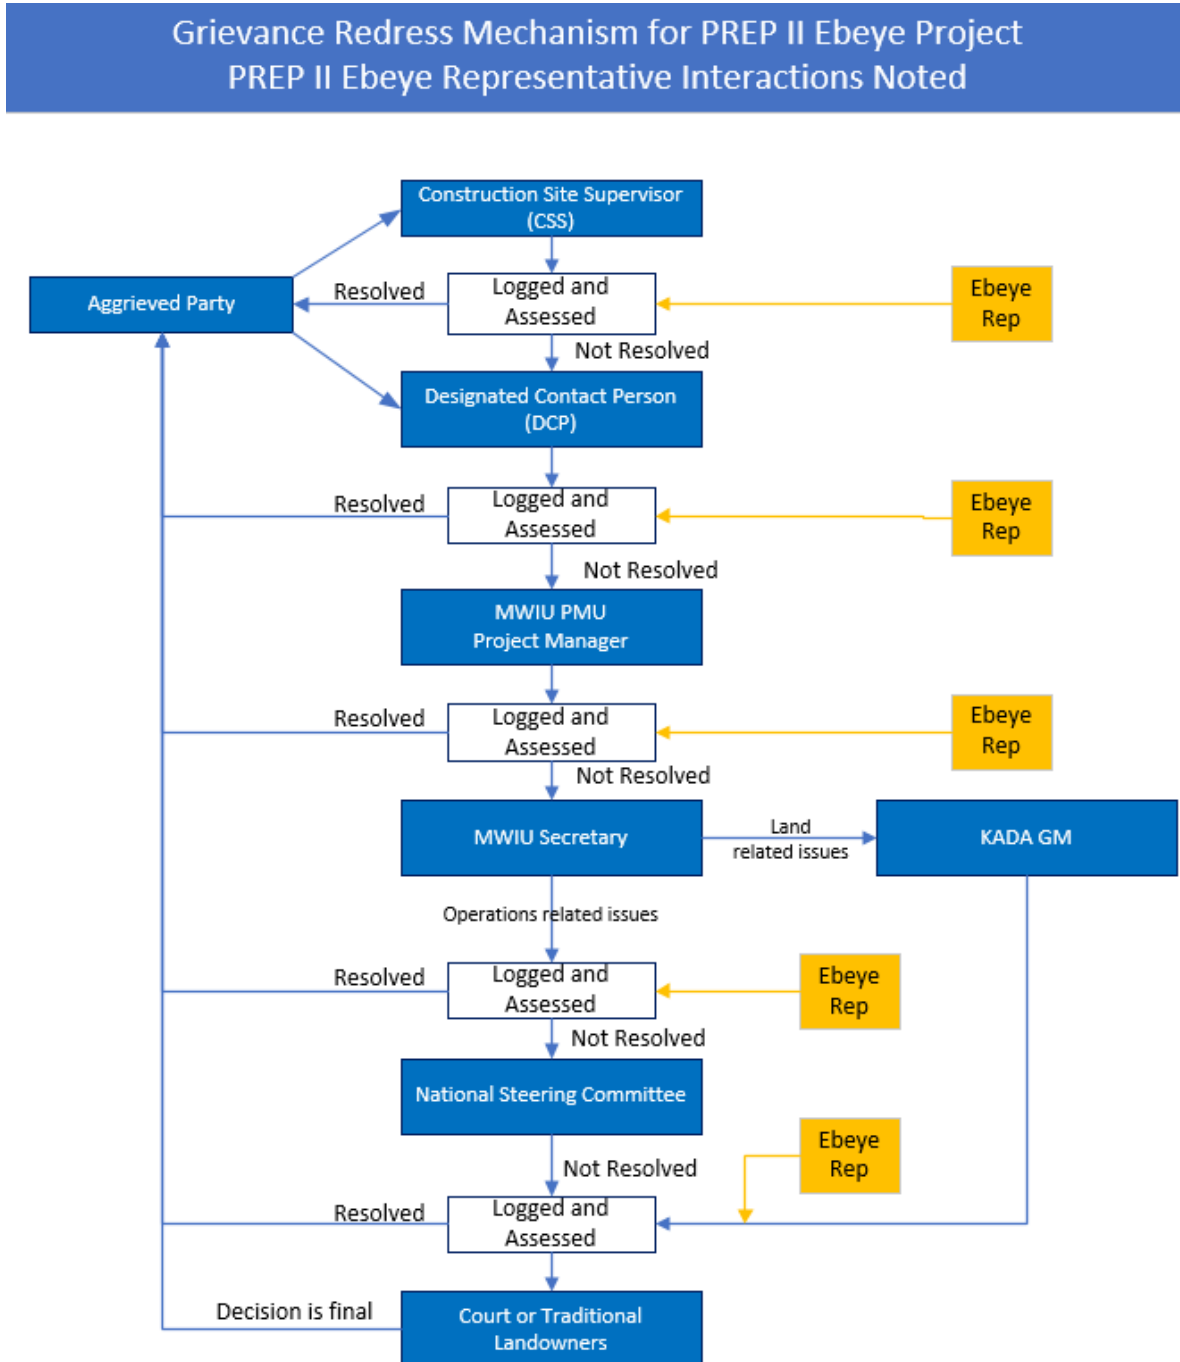 Grievance Redress Mechanism for PREP II Ebeye Project
PREP II Ebeye Representative Interactions Noted
Construction Site Supervisor
(CSS)
Aggrieved Party
Resolved
Logged and
Assessed
Ebeye
Rep
Not Resolved
Designated Contact Person
(DCP)
Resolved
Logged and
Assessed
Ebeye
Rep
Not Resolved
MWIU PMU
Project Manager
Resolved
Logged and
Assessed
Ebeye
Rep
Not Resolved
MWIU Secretary
Land
related issues
KADA GM
Operations related issues
Resolved
Logged and
Assessed
Ebeye
Rep
Not Resolved
National Steering Committee
Ebeye
Rep
Not Resolved
Resolved
Logged and
Assessed
Decision is final
Court or Traditional
Landowners